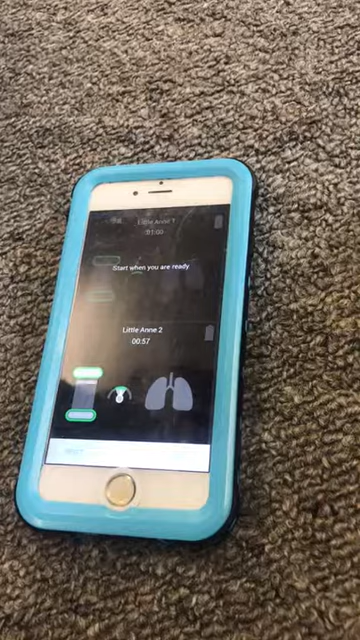 Little Anne 1
01:00
Start when you are ready
Little Anne 2
00:57